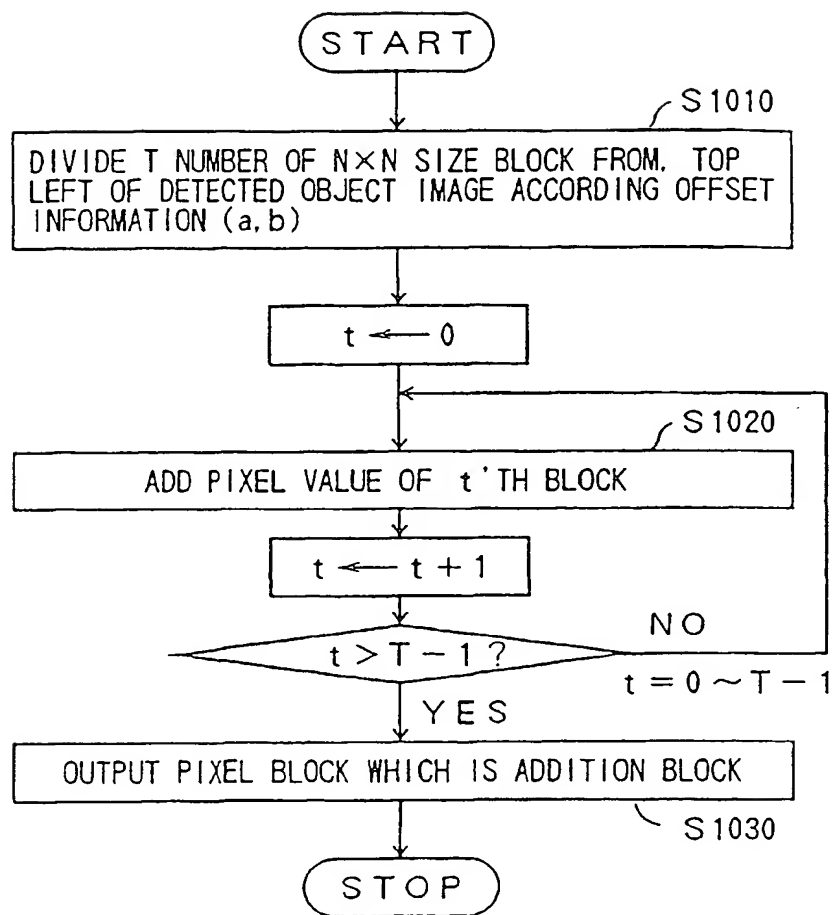 START
S1010
DIVIDE T NUMBER OF N×N SIZE BLOCK FROM. TOP
LEFT OF DETECTED OBJECT IMAGE ACCORDING OFFSET
INFORMATION (a,b)
t ← 0
S1020
ADD PIXEL VALUE OF t'TH BLOCK
t ← t + 1
t > T - 1 ?
NO
t = 0 ~ T - 1
YES
OUTPUT PIXEL BLOCK WHICH IS ADDITION BLOCK
S1030
STOP